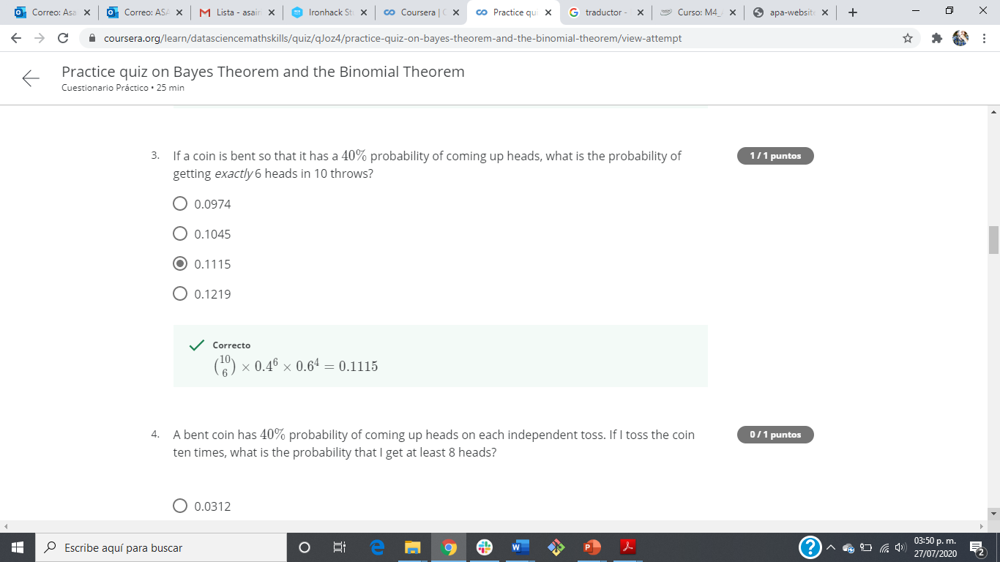 Correo: Asa
Correo: ASA
Lista - asain
Ironhack St
Coursera | C
Practice qu
traductor -
Curso: M4_
apa-website
coursera.org/learn/datasciencemathskills/quiz/qJoz4/practice-quiz-on-bayes-theorem-and-the-binomial-theorem/view-attempt
Practice quiz on Bayes Theorem and the Binomial Theorem
Cuestionario Práctico • 25 min
3. If a coin is bent so that it has a 40% probability of coming up heads, what is the probability of
getting exactly 6 heads in 10 throws?
1 / 1 puntos
0.0974
0.1045
0.1115
0.1219
Correcto
(10 6) × 0.4⁶ × 0.6⁴ = 0.1115
4. A bent coin has 40% probability of coming up heads on each independent toss. If I toss the coin
ten times, what is the probability that I get at least 8 heads?
0 / 1 puntos
0.0312
Escribe aquí para buscar
03:50 p. m.
27/07/2020
2